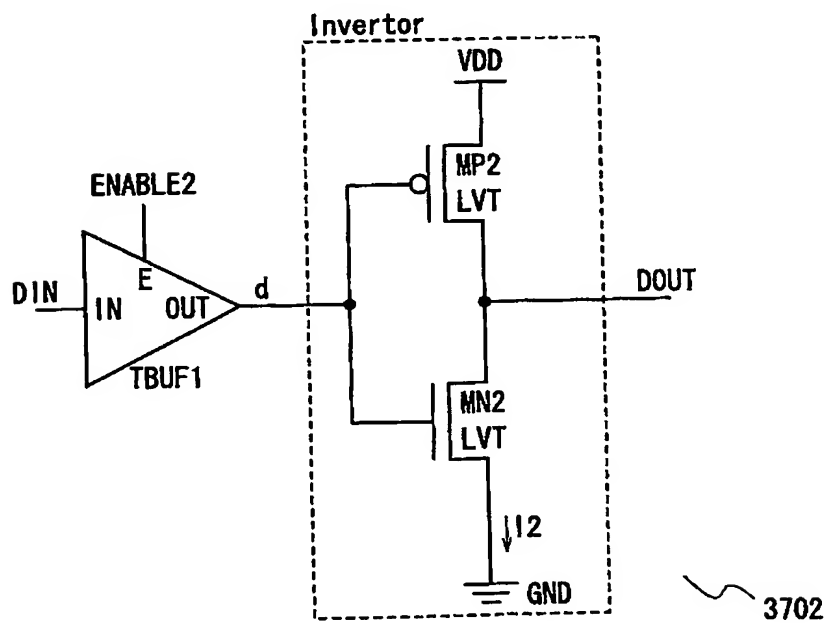 Invertor
VDD
MP2
LVT
ENABLE2
DIN
IN
E
OUT
d
TBUF1
DOUT
MN2
LVT
I2
GND
3702